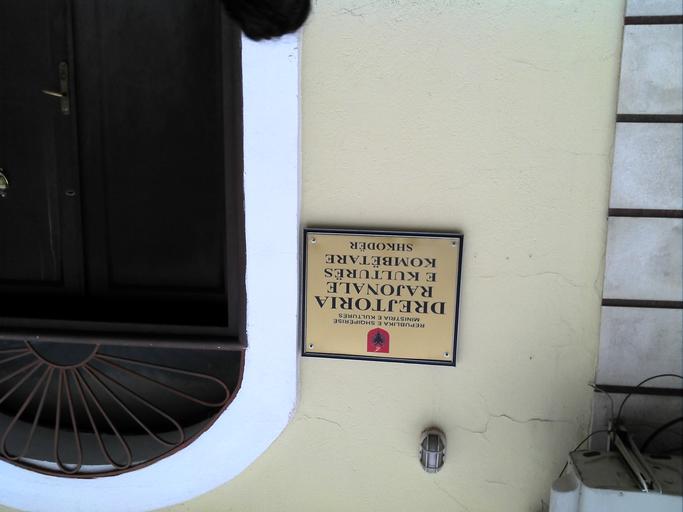 REPUBLIKA E SHQIPËRISË
MINISTRIA E KULTURËS
DREJTORIA
RAJONALE
E KULTURËS
KOMBËTARE
SHKODËR